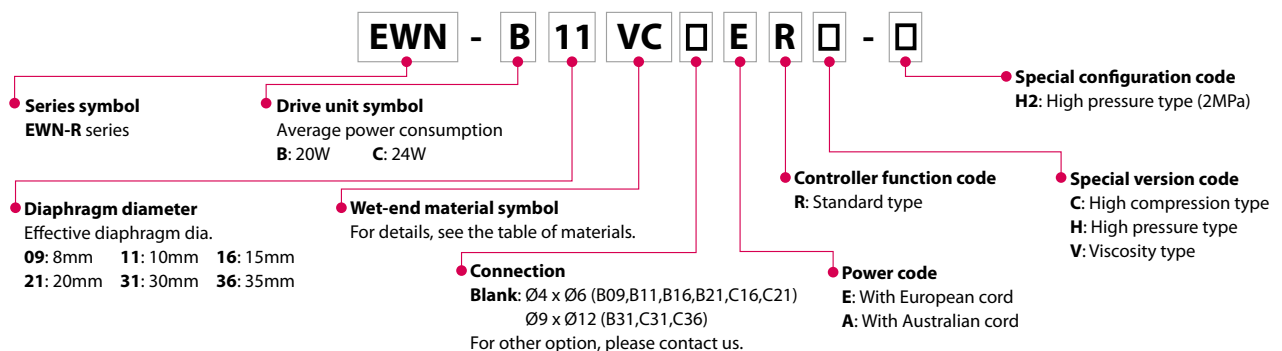 EWN - B 11 VC □ E R □ - □
Series symbol
EWN-R series
Drive unit symbol
Average power consumption
B: 20W C: 24W
Special configuration code
H2: High pressure type (2MPa)
Diaphragm diameter
Effective diaphragm dia.
09: 8mm 11: 10mm 16: 15mm
21: 20mm 31: 30mm 36: 35mm
Wet-end material symbol
For details, see the table of materials.
Controller function code
R: Standard type
Special version code
C: High compression type
H: High pressure type
V: Viscosity type
Connection
Blank: Ø4 x Ø6 (B09,B11,B16,B21,C16,C21)
Ø9 x Ø12 (B31,C31,C36)
For other option, please contact us.
Power code
E: With European cord
A: With Australian cord